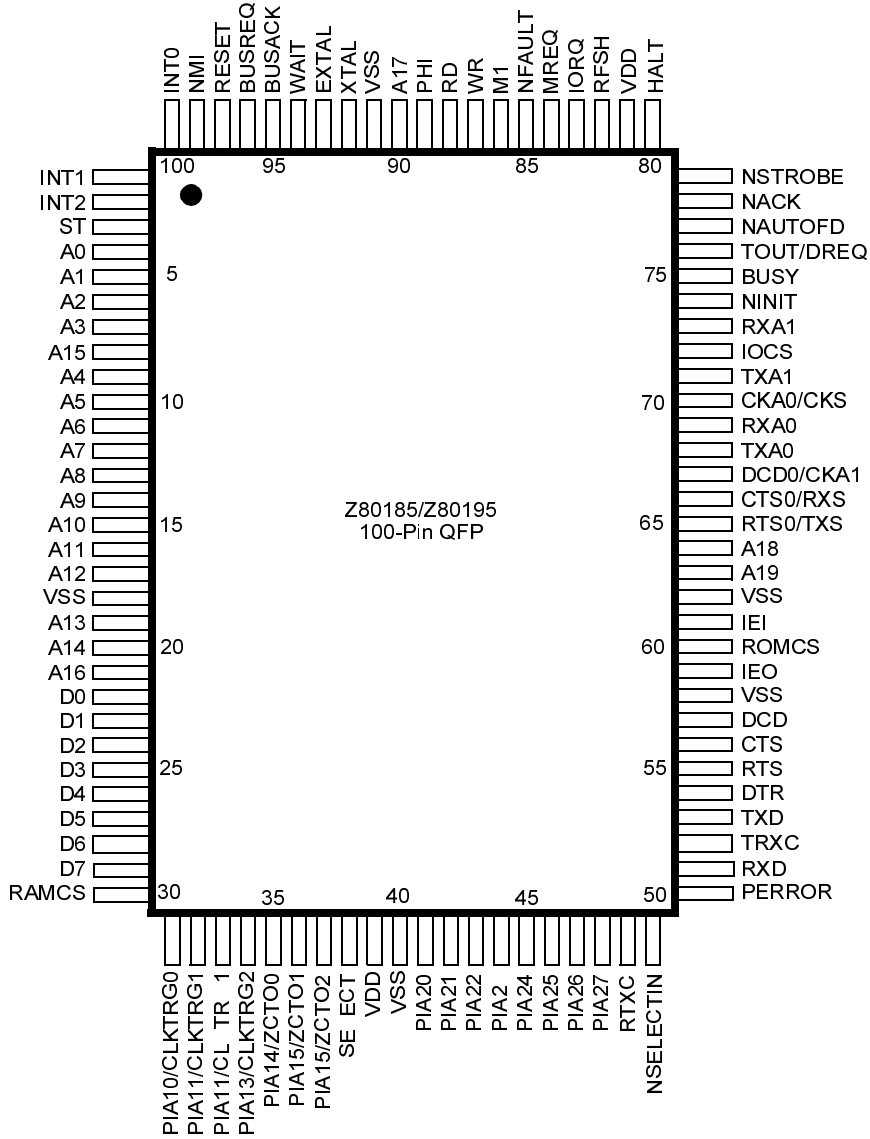 INT0
NMI
RESET
BUSREQ
BUSACK
WAIT
EXTAL
XTAL
VSS
A17
PHI
RD
WR
M1
NFAULT
MREQ
IORQ
RFSH
VDD
HALT
100
95
90
85
80
INT1
INT2
ST
A0
A1
A2
A3
A15
A4
A5
A6
A7
A8
A9
A10
A11
A12
VSS
A13
A14
A16
D0
D1
D2
D3
D4
D5
D6
D7
RAMCS
5
10
15
20
25
Z80185/Z80195
100-Pin QFP
75
70
65
60
55
NSTROBE
NACK
NAUTOFD
TOUT/DREQ
BUSY
NINIT
RXA1
IOCS
TXA1
CKA0/CKS
RXA0
TXA0
DCD0/CKA1
CTS0/RXS
RTS0/TXS
A18
A19
VSS
IEI
ROMCS
IEO
VSS
DCD
CTS
RTS
DTR
TXD
TRXC
RXD
PERROR
30
35
40
45
50
PIA10/CLKTRG0
PIA11/CLKTRG1
PIA11/CL TR 1
PIA13/CLKTRG2
PIA14/ZCTO0
PIA15/ZCTO1
PIA15/ZCTO2
SE ECT
VDD
VSS
PIA20
PIA21
PIA22
PIA2
PIA24
PIA25
PIA26
PIA27
RTXC
NSELECTIN